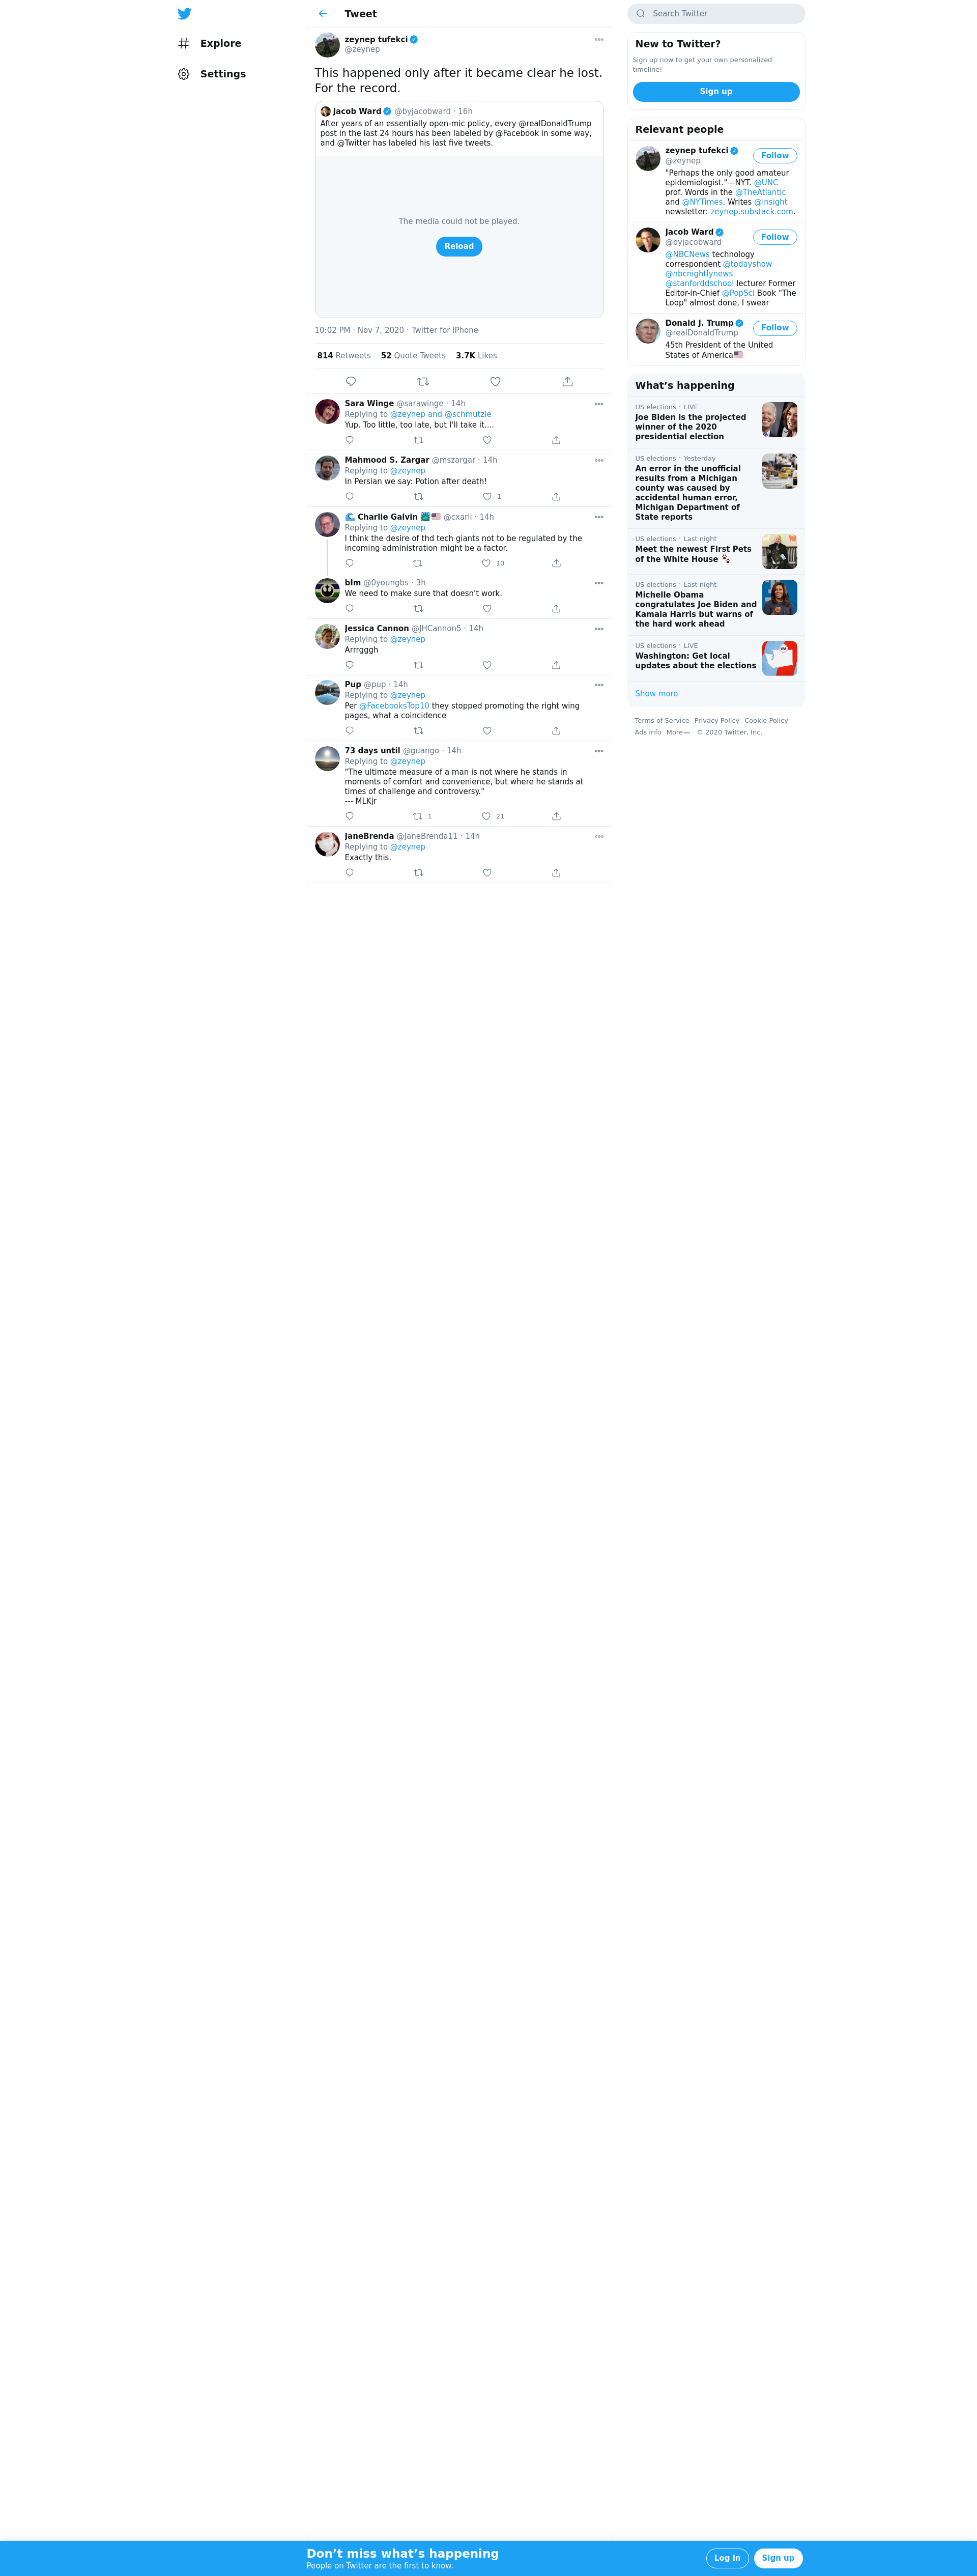 Explore
Settings
Tweet
zeynep tufekci
@zeynep
This happened only after it became clear he lost.
For the record.
Jacob Ward @byjacobward · 16h
After years of an essentially open-mic policy, every @realDonaldTrump
post in the last 24 hours has been labeled by @Facebook in some way,
and @Twitter has labeled his last five tweets.
The media could not be played.
Reload
10:02 PM · Nov 7, 2020 · Twitter for iPhone
814 Retweets 52 Quote Tweets 3.7K Likes
Sara Winge @sarawinge · 14h
Replying to @zeynep and @schmutzie
Yup. Too little, too late, but I'll take it....
Mahmood S. Zargar @mszargar · 14h
Replying to @zeynep
In Persian we say: Potion after death!
1
🌊 Charlie Galvin 🇺🇸 @cxarli · 14h
Replying to @zeynep
I think the desire of thd tech giants not to be regulated by the
incoming administration might be a factor.
10
blm @0youngbs · 3h
We need to make sure that doesn't work.
Jessica Cannon @JHCannon5 · 14h
Replying to @zeynep
Arrrgggh
Pup @pup · 14h
Replying to @zeynep
Per @FacebooksTop10 they stopped promoting the right wing
pages, what a coincidence
73 days until @guango · 14h
Replying to @zeynep
"The ultimate measure of a man is not where he stands in
moments of comfort and convenience, but where he stands at
times of challenge and controversy."
--- MLKjr
1 21
JaneBrenda @JaneBrenda11 · 14h
Replying to @zeynep
Exactly this.
Search Twitter
New to Twitter?
Sign up now to get your own personalized
timeline!
Sign up
Relevant people
zeynep tufekci
@zeynep
Follow
"Perhaps the only good amateur
epidemiologist."—NYT. @UNC
prof. Words in the @TheAtlantic
and @NYTimes. Writes @insight
newsletter: zeynep.substack.com.
Jacob Ward
@byjacobward
Follow
@NBCNews technology
correspondent @todayshow
@nbcnightlynews
@stanforddschool lecturer Former
Editor-in-Chief @PopSci Book "The
Loop" almost done, I swear
Donald J. Trump
@realDonaldTrump
Follow
45th President of the United
States of America🇺🇸
What's happening
US elections · LIVE
Joe Biden is the projected
winner of the 2020
presidential election
US elections · Yesterday
An error in the unofficial
results from a Michigan
county was caused by
accidental human error,
Michigan Department of
State reports
US elections · Last night
Meet the newest First Pets
of the White House 🐾
US elections · Last night
Michelle Obama
congratulates Joe Biden and
Kamala Harris but warns of
the hard work ahead
US elections · LIVE
Washington: Get local
updates about the elections
Show more
Terms of Service Privacy Policy Cookie Policy
Ads info More © 2020 Twitter, Inc.
Don't miss what's happening
People on Twitter are the first to know.
Log in
Sign up